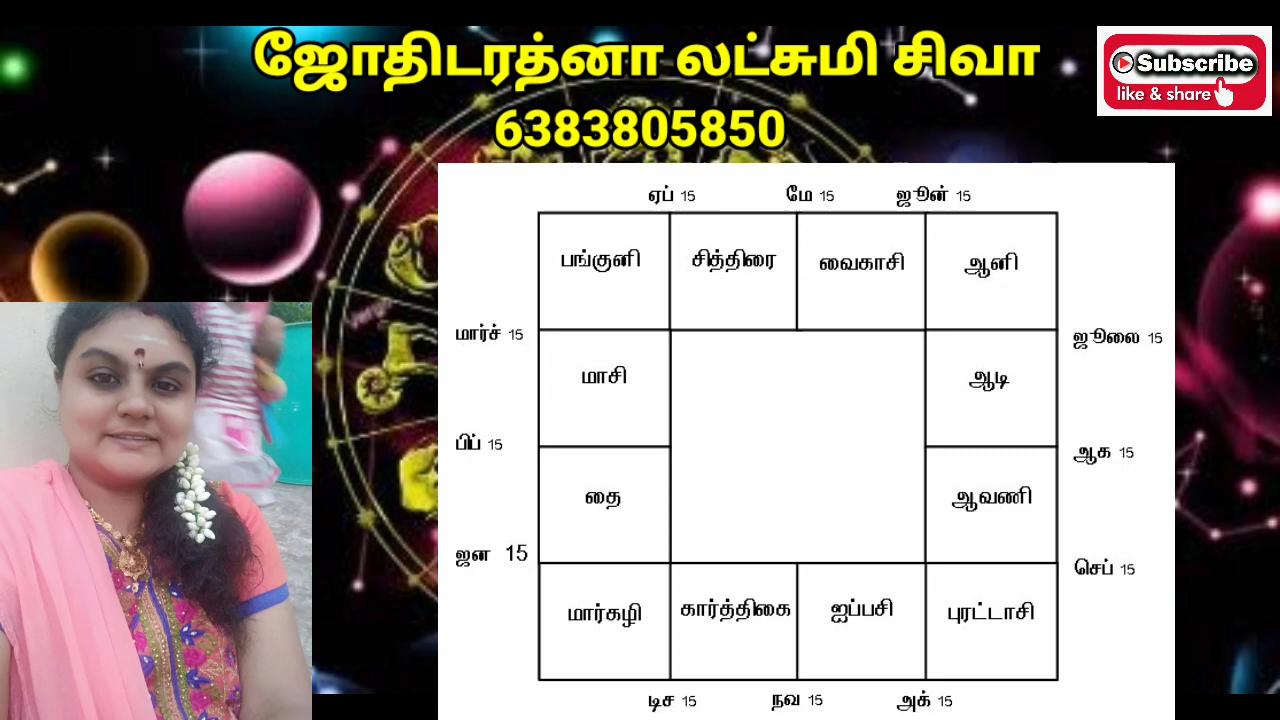 ஜோதிடரத்னா லட்சுமி சிவா
6383805850
Subscribe
like & share
ஏப் 15 மே 15 ஜூன் 15
பங்குனி சித்திரை வைகாசி ஆனி
மார்ச் 15 ஜூலை 15
மாசி ஆடி
பிப் 15 ஆக 15
தை ஆவணி
ஜன 15 செப் 15
மார்கழி கார்த்திகை ஐப்பசி புரட்டாசி
டிச 15 நவ 15 அக் 15